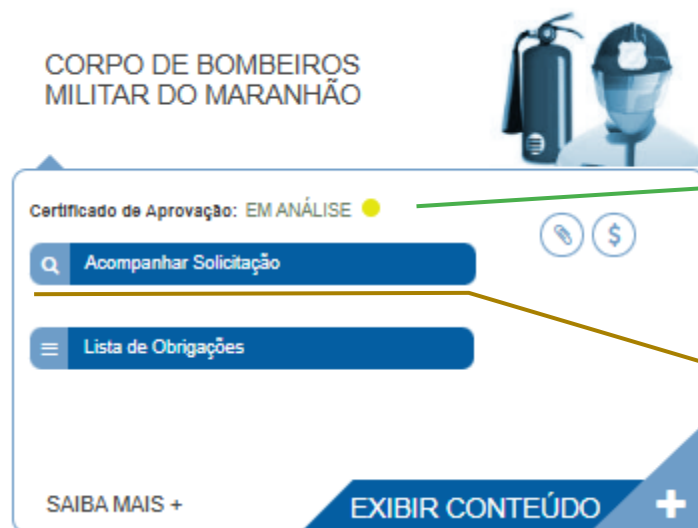 CORPO DE BOMBEIROS
MILITAR DO MARANHÃO
Certificado de Aprovação: EM ANÁLISE
Acompanhar Solicitação
Lista de Obrigações
SAIBA MAIS +
EXIBIR CONTEÚDO +